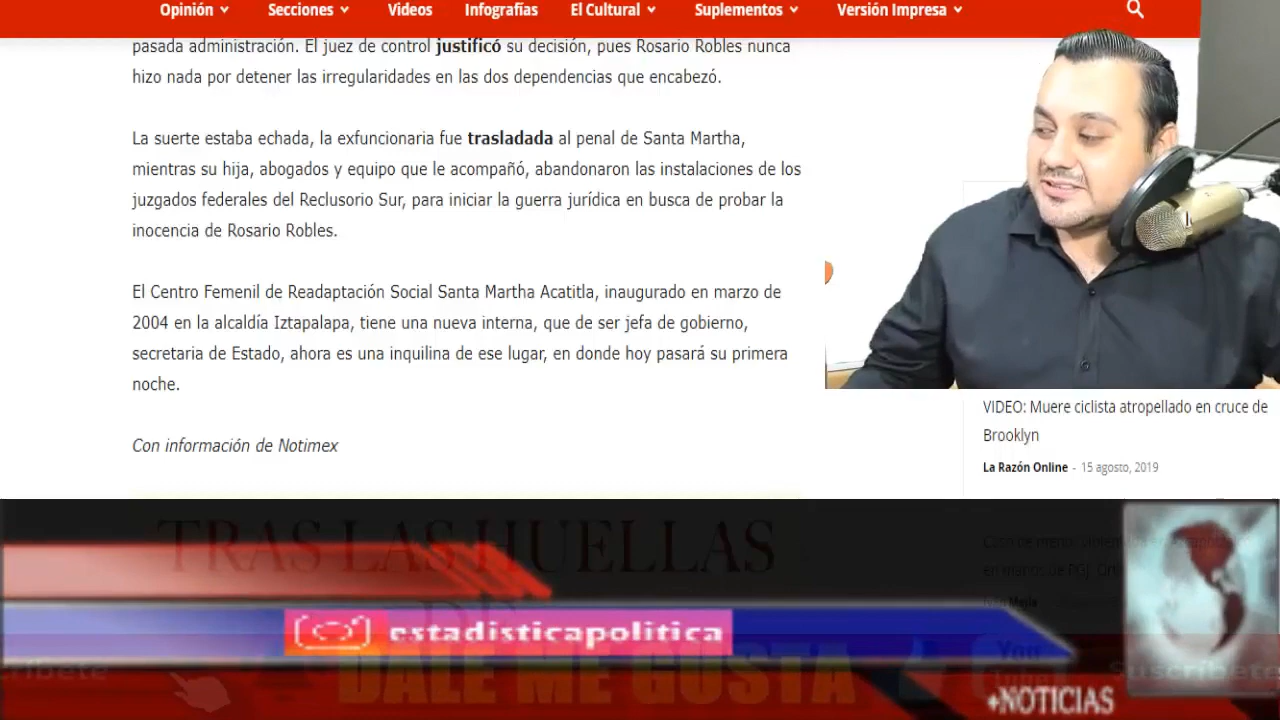 Opinión Secciones Videos Infografías El Cultural Suplementos Versión Impresa
pasada administración. El juez de control justificó su decisión, pues Rosario Robles nunca
hizo nada por detener las irregularidades en las dos dependencias que encabezó.
La suerte estaba echada, la exfuncionaria fue trasladada al penal de Santa Martha,
mientras su hija, abogados y equipo que le acompañó, abandonaron las instalaciones de los
juzgados federales del Reclusorio Sur, para iniciar la guerra jurídica en busca de probar la
inocencia de Rosario Robles.
El Centro Femenil de Readaptación Social Santa Martha Acatitla, inaugurado en marzo de
2004 en la alcaldía Iztapalapa, tiene una nueva interna, que de ser jefa de gobierno,
secretaria de Estado, ahora es una inquilina de ese lugar, en donde hoy pasará su primera
noche.
Con información de Notimex
VIDEO: Muere ciclista atropellado en cruce de
Brooklyn
La Razón Online - 15 agosto, 2019
TRAS LAS HUELLAS
DE
estadisticapolitica
DALE ME GUSTA
You
Suscríbete
+NOTICIAS